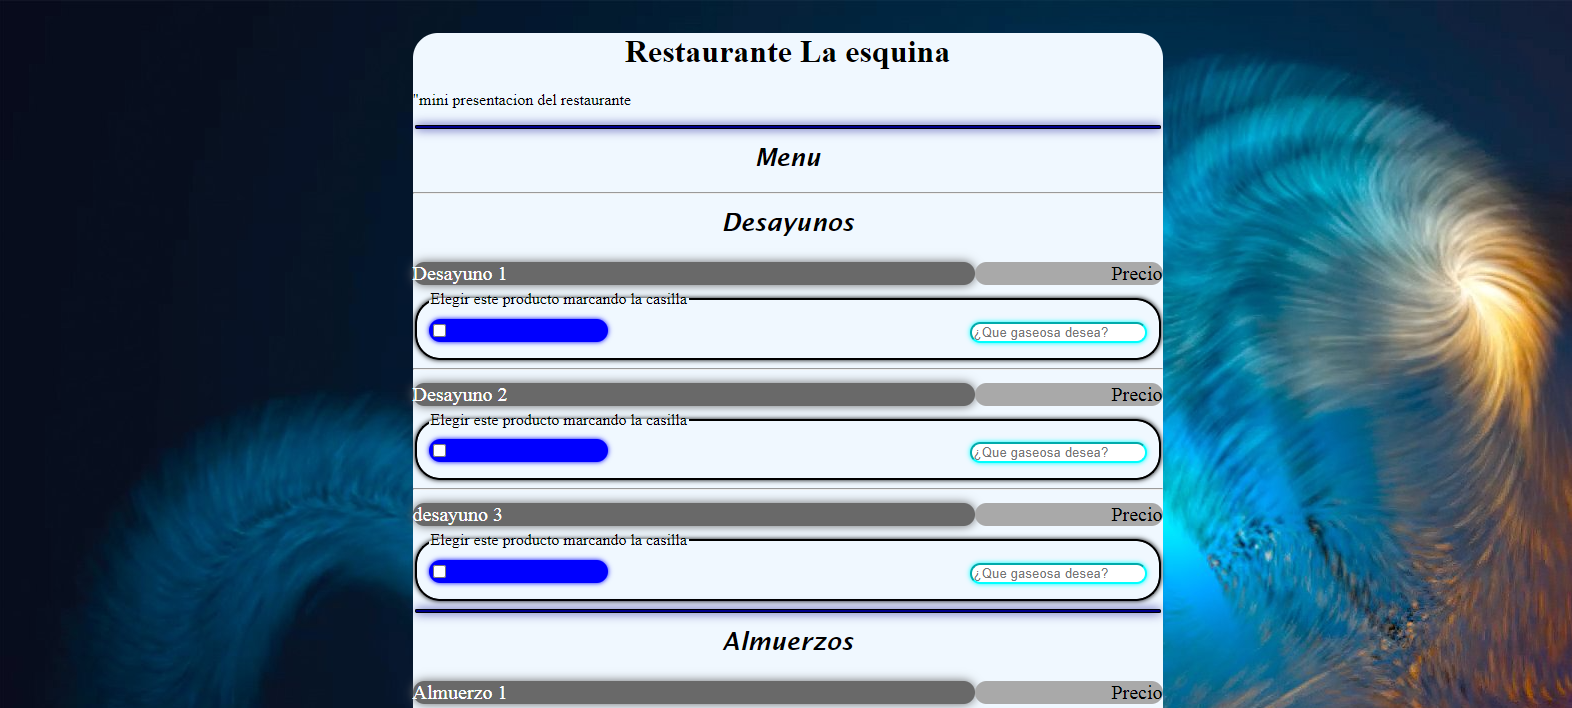 Restaurante La esquina
"mini presentacion del restaurante
Menu
Desayunos
Desayuno 1 Precio
Elegir este producto marcando la casilla
¿Que gaseosa desea?
Desayuno 2 Precio
Elegir este producto marcando la casilla
¿Que gaseosa desea?
desayuno 3 Precio
Elegir este producto marcando la casilla
¿Que gaseosa desea?
Almuerzos
Almuerzo 1 Precio